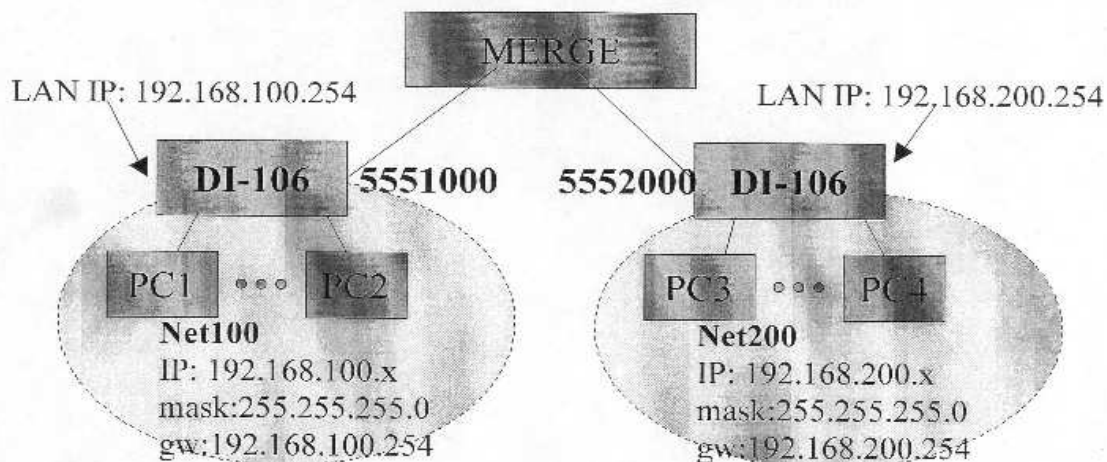 MERGE
LAN IP: 192.168.100.254
LAN IP: 192.168.200.254
DI-106
5551000
5552000
DI-106
PC1
PC2
PC3
PC4
Net100
IP: 192.168.100.x
mask:255.255.255.0
gw:192.168.100.254
Net200
IP: 192.168.200.x
mask:255.255.255.0
gw:192.168.200.254